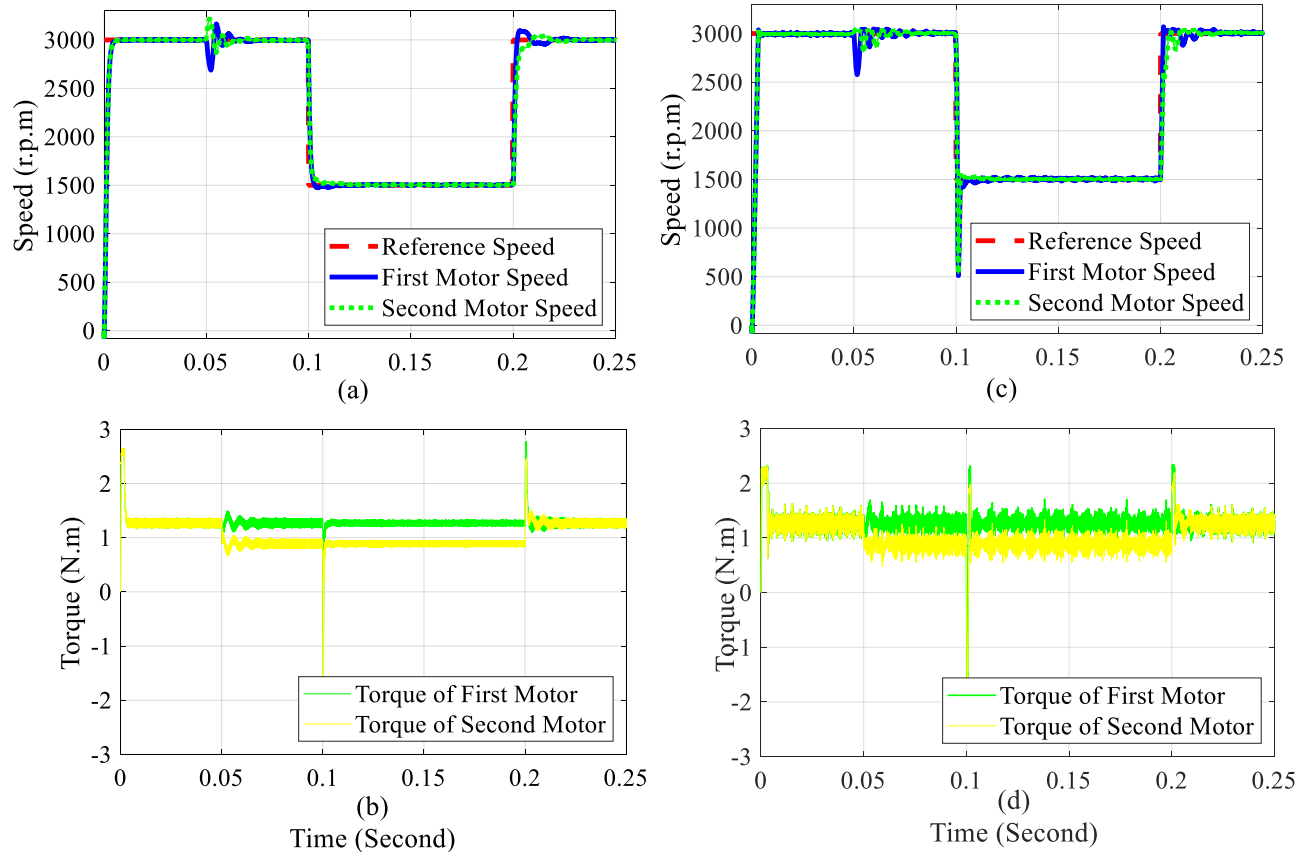 3000
2500
2000
1500
1000
500
0
Speed (r.p.m)
Reference Speed
First Motor Speed
Second Motor Speed
0 0.05 0.1 0.15 0.2 0.25
(a)
3000
2500
2000
1500
1000
500
0
Speed (r.p.m)
Reference Speed
First Motor Speed
Second Motor Speed
0 0.05 0.1 0.15 0.2 0.25
(c)
3
2
1
0
-1
-2
-3
Torque (N.m)
Torque of First Motor
Torque of Second Motor
0 0.05 0.1 0.15 0.2 0.25
(b)
Time (Second)
3
2
1
0
-1
-2
-3
Torque (N.m)
Torque of First Motor
Torque of Second Motor
0 0.05 0.1 0.15 0.2 0.25
(d)
Time (Second)